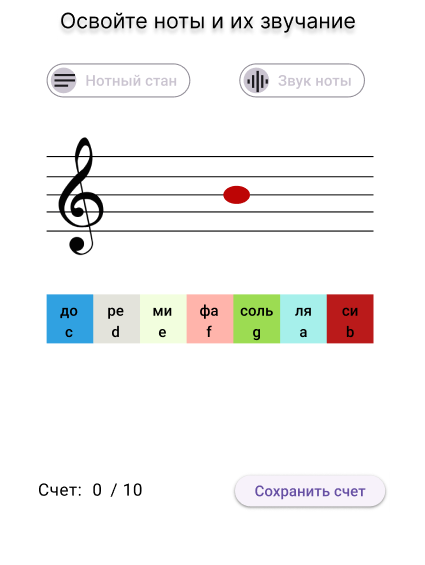 Освойте ноты и их звучание
Нотный стан Звук ноты
до ре ми фа соль ля си
c d e f g a b
Счет: 0 / 10 Сохранить счет